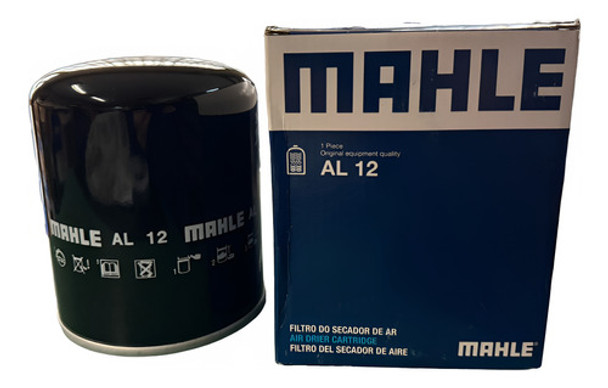 MAHLE
1 Piece
Original equipment quality
AL 12
MAHLE AL 12 MAHLE
FILTRO DO SECADOR DE AR
AIR DRIER CARTRIDGE
FILTRO DEL SECADOR DE AIRE
MAHLE